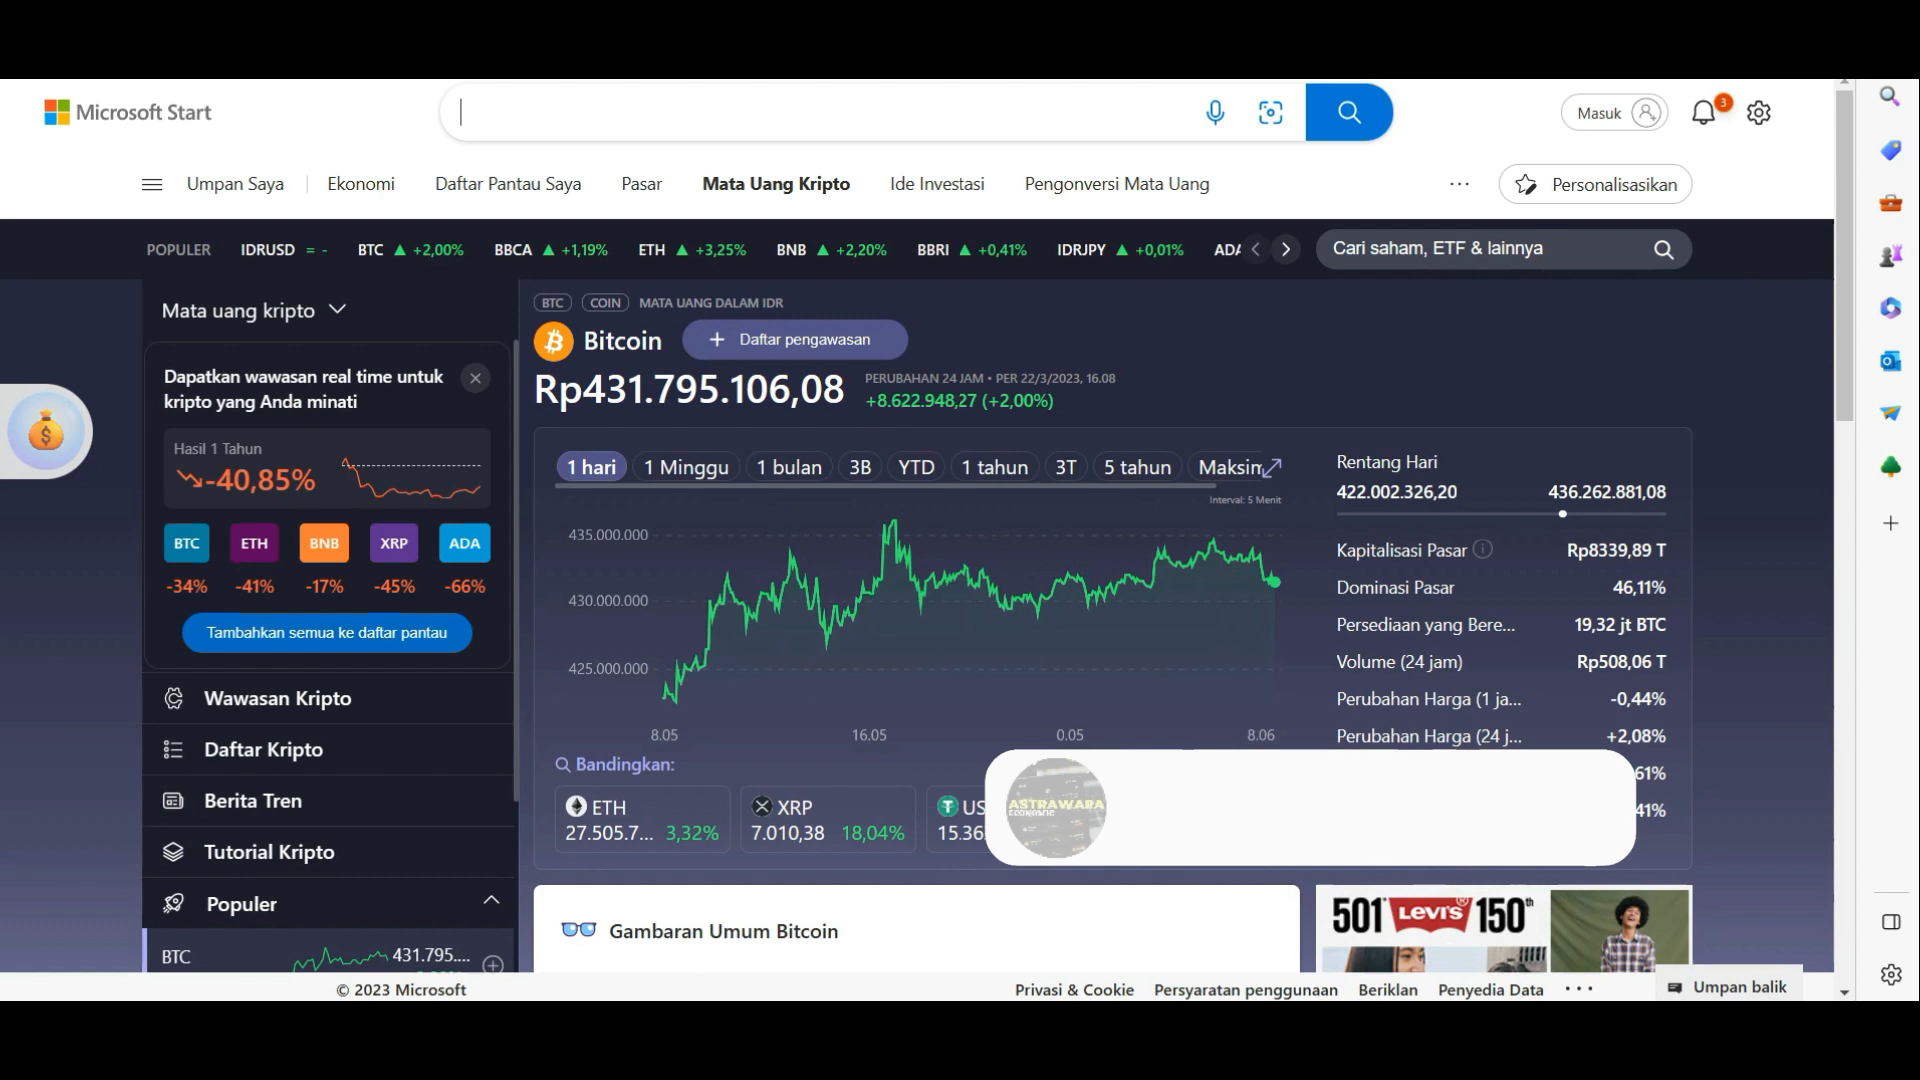 Microsoft Start
Masuk
3
Umpan Saya
Ekonomi
Daftar Pantau Saya
Pasar
Mata Uang Kripto
Ide Investasi
Pengonversi Mata Uang
...
Personalisasikan
POPULER
IDRUSD = -
BTC ▲ +2,00%
BBCA ▲ +1,19%
ETH ▲ +3,25%
BNB ▲ +2,20%
BBRI ▲ +0,41%
IDRJPY ▲ +0,01%
ADA
Cari saham, ETF & lainnya
Mata uang kripto
Dapatkan wawasan real time untuk
kripto yang Anda minati
Hasil 1 Tahun
-40,85%
BTC ETH BNB XRP ADA
-34% -41% -17% -45% -66%
Tambahkan semua ke daftar pantau
Wawasan Kripto
Daftar Kripto
Berita Tren
Tutorial Kripto
Populer
BTC 431.795....
BTC COIN MATA UANG DALAM IDR
Bitcoin
+ Daftar pengawasan
Rp431.795.106,08
PERUBAHAN 24 JAM • PER 22/3/2023, 16.08
+8.622.948,27 (+2,00%)
1 hari 1 Minggu 1 bulan 3B YTD 1 tahun 3T 5 tahun Maksim
Interval: 5 Menit
435.000.000
430.000.000
425.000.000
8.05 16.05 0.05 8.06
Bandingkan:
ETH
27.505.7... 3,32%
XRP
7.010,38 18,04%
US
15.36
Rentang Hari
422.002.326,20 436.262.881,08
Kapitalisasi Pasar Rp8339,89 T
Dominasi Pasar 46,11%
Persediaan yang Bere... 19,32 jt BTC
Volume (24 jam) Rp508,06 T
Perubahan Harga (1 ja... -0,44%
Perubahan Harga (24 j... +2,08%
61%
41%
ASTRAWARA
ECONOMIC
Gambaran Umum Bitcoin
501® LEVI'S® 150th
© 2023 Microsoft
Privasi & Cookie
Persyaratan penggunaan
Beriklan
Penyedia Data
...
Umpan balik